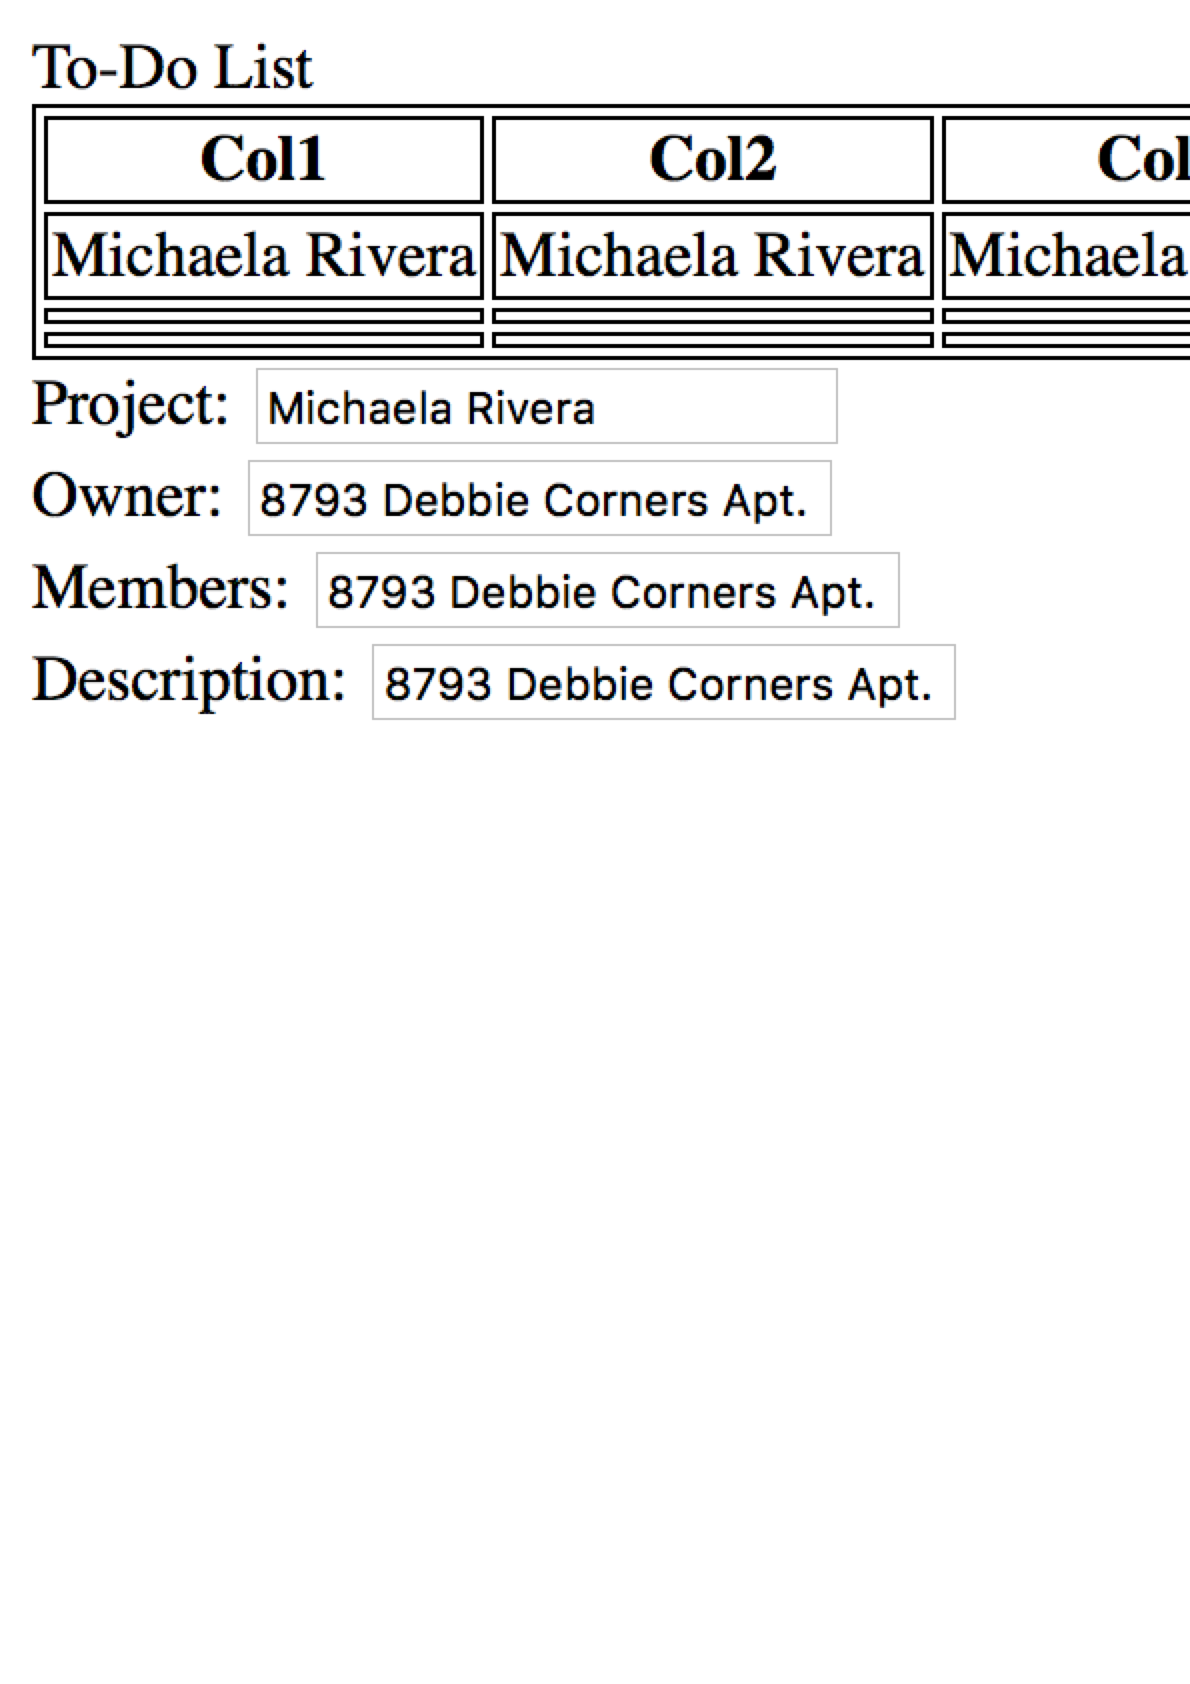 To-Do List
Col1 Col2 Col
Michaela Rivera Michaela Rivera Michaela
Project: Michaela Rivera
Owner: 8793 Debbie Corners Apt.
Members: 8793 Debbie Corners Apt.
Description: 8793 Debbie Corners Apt.